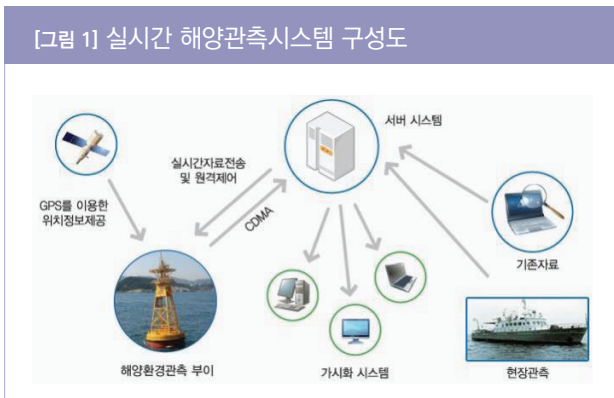 [그림 1] 실시간 해양관측시스템 구성도
서버 시스템
실시간자료전송
및 원격제어
GPS를 이용한
위치정보제공
CDMA
기존자료
해양환경관측 부이
가시화 시스템
현장관측